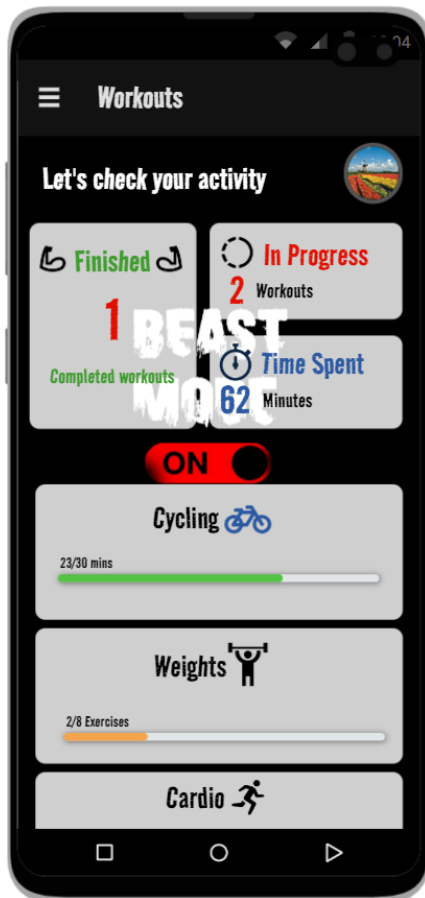 Workouts
Let's check your activity
Finished
1
Completed workouts
In Progress
2 Workouts
Time Spent
62 Minutes
BEAST
MODE
ON
Cycling
23/30 mins
Weights
2/8 Exercises
Cardio